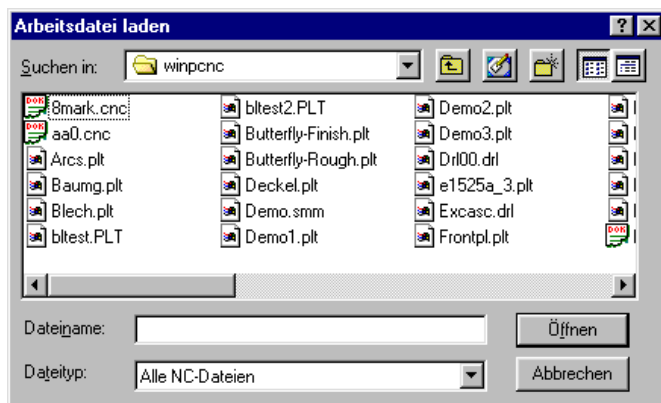 Arbeitsdatei laden
Suchen in: winpcnc
8mark.cnc bltest2.PLT Demo2.plt
aa0.cnc Butterfly-Finish.plt Demo3.plt
Arcs.plt Butterfly-Rough.plt Drl00.drl
Baumg.plt Deckel.plt e1525a_3.plt
Blech.plt Demo.smm Excasc.drl
bltest.PLT Demo1.plt Frontpl.plt
Dateiname: Öffnen
Dateityp: Alle NC-Dateien Abbrechen